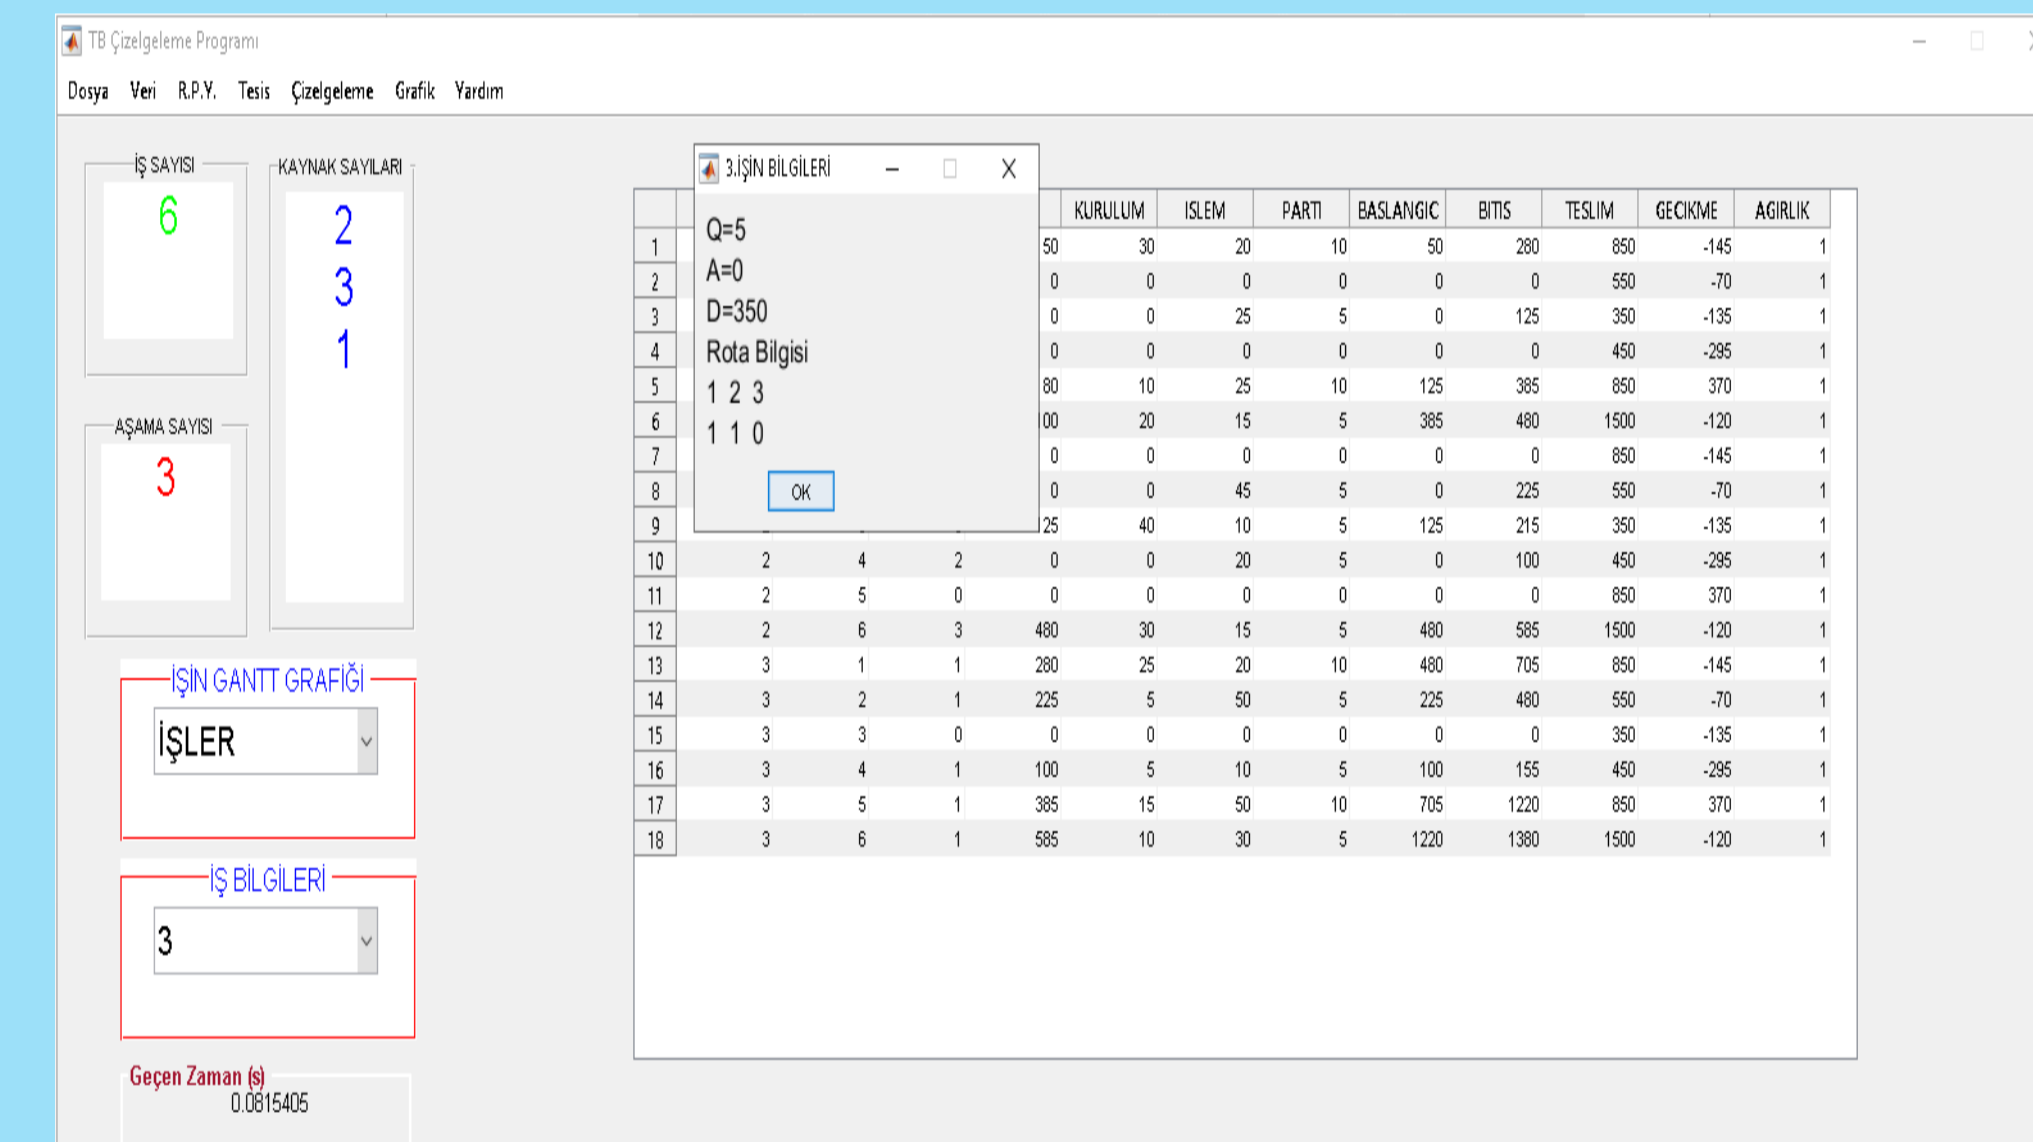 TB Çizelgeleme Programı
Dosya Veri R.P.Y. Tesis Çizelgeleme Grafik Yardım
İŞ SAYISI
6
KAYNAK SAYILARI
2
3
1
AŞAMA SAYISI
3
İŞİN GANTT GRAFİĞİ
İŞLER
İŞ BİLGİLERİ
3
Geçen Zaman (s)
0.0815405
3.İŞİN BİLGİLERİ
Q=5
A=0
D=350
Rota Bilgisi
1 2 3
1 1 0
OK
KURULUM ISLEM PARTI BASLANGIC BITIS TESLIM GECIKME AGIRLIK
1 50 30 20 10 50 280 850 -145 1
2 0 0 0 0 0 0 550 -70 1
3 0 0 25 5 0 125 350 -135 1
4 0 0 0 0 0 0 450 -295 1
5 80 10 25 10 125 385 850 370 1
6 00 20 15 5 385 480 1500 -120 1
7 0 0 0 0 0 0 850 -145 1
8 0 0 45 5 0 225 550 -70 1
9 25 40 10 5 125 215 350 -135 1
10 2 4 2 0 0 20 5 0 100 450 -295 1
11 2 5 0 0 0 0 0 0 0 850 370 1
12 2 6 3 480 30 15 5 480 585 1500 -120 1
13 3 1 1 280 25 20 10 480 705 850 -145 1
14 3 2 1 225 5 50 5 225 480 550 -70 1
15 3 3 0 0 0 0 0 0 0 350 -135 1
16 3 4 1 100 5 10 5 100 155 450 -295 1
17 3 5 1 385 15 50 10 705 1220 850 370 1
18 3 6 1 585 10 30 5 1220 1380 1500 -120 1